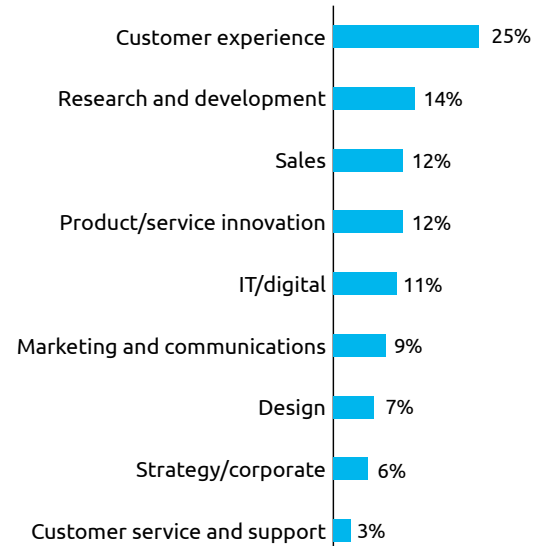 Customer experience 25%
Research and development 14%
Sales 12%
Product/service innovation 12%
IT/digital 11%
Marketing and communications 9%
Design 7%
Strategy/corporate 6%
Customer service and support 3%